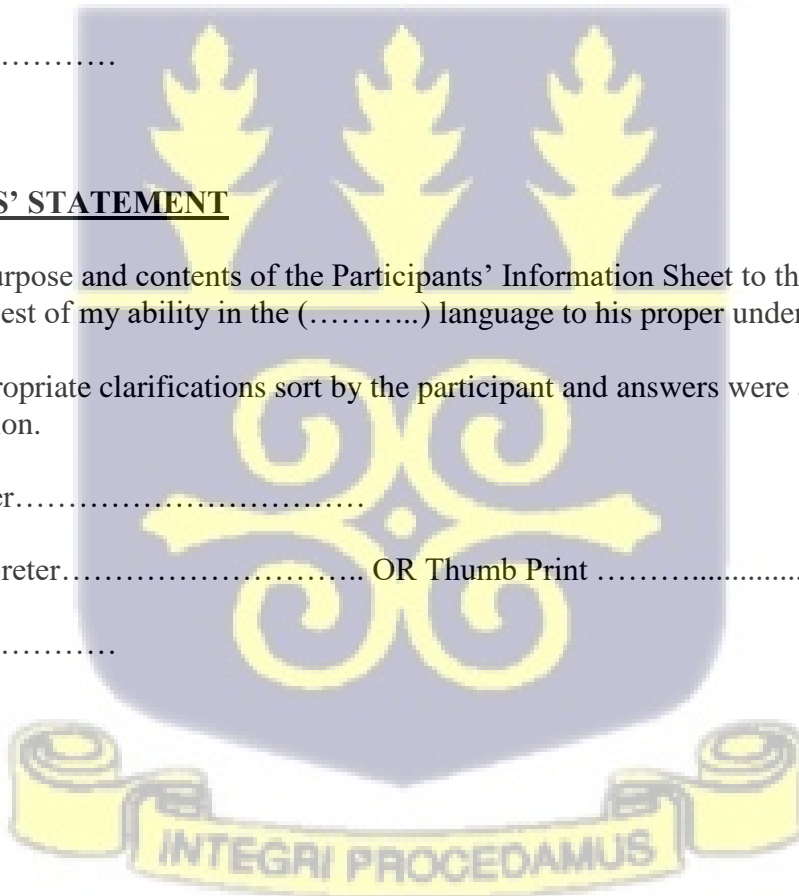 …………
S’ STATEMENT
urpose and contents of the Participants’ Information Sheet to th
est of my ability in the (………..) language to his proper under
ropriate clarifications sort by the participant and answers were
ion.
er……………………………
reter……………………….. OR Thumb Print ………...............
…………
INTEGRI PROCEDAMUS